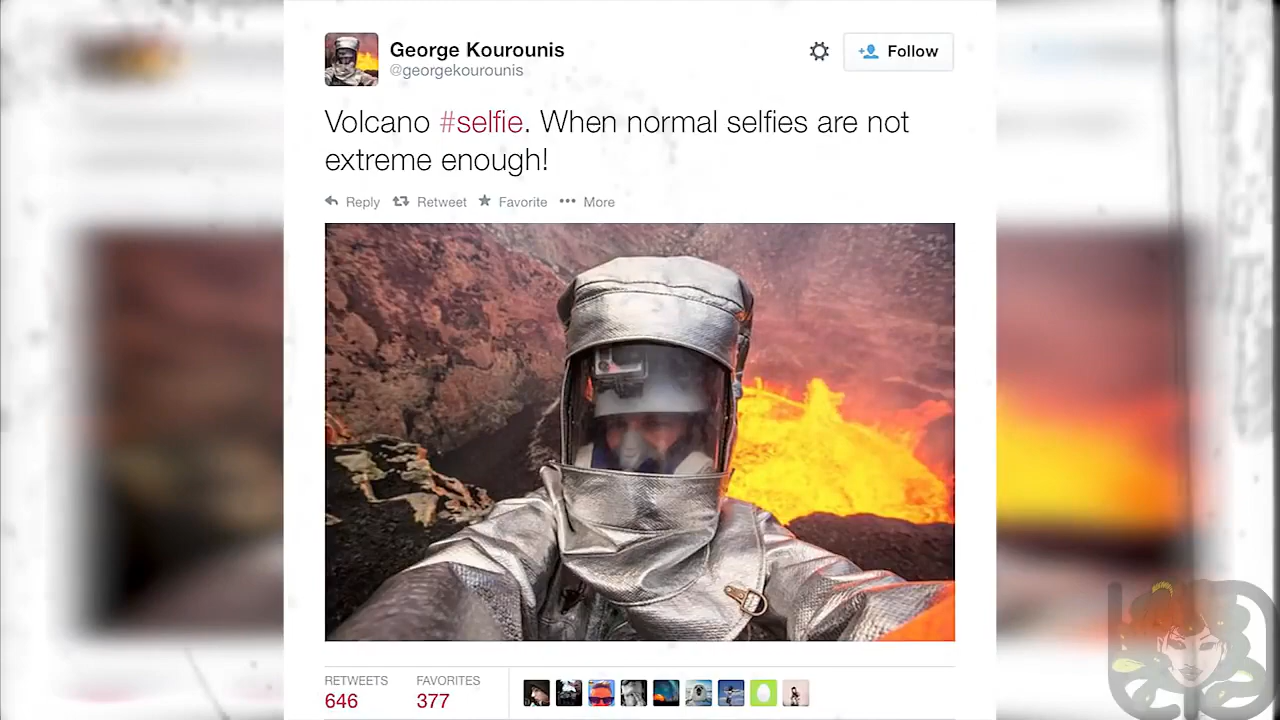 George Kourounis
@georgekourounis
Follow
Volcano #selfie. When normal selfies are not
extreme enough!
Reply Retweet Favorite More
RETWEETS FAVORITES
646 377